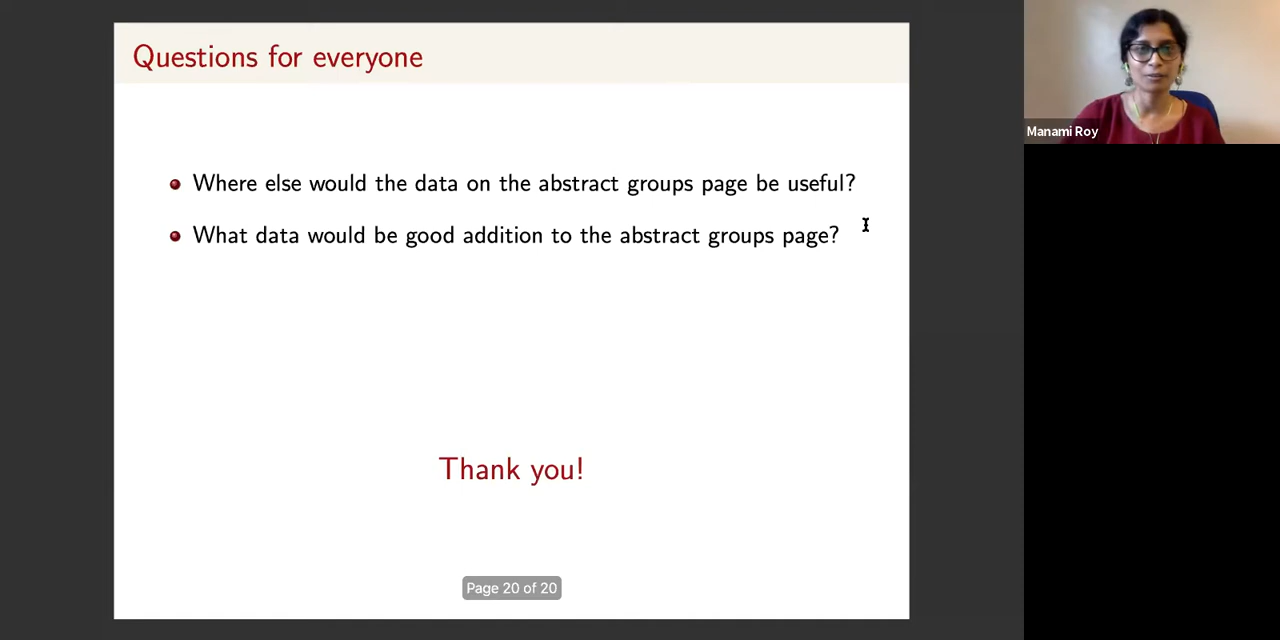 Questions for everyone
Manami Roy
Where else would the data on the abstract groups page be useful?
What data would be good addition to the abstract groups page?
Thank you!
Page 20 of 20